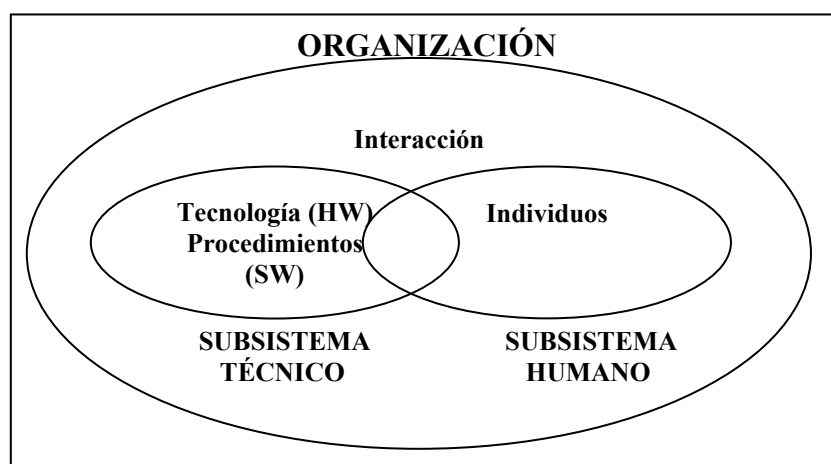 ORGANIZACIÓN
Interacción
Tecnología (HW)
Procedimientos
(SW)
Individuos
SUBSISTEMA
TÉCNICO
SUBSISTEMA
HUMANO